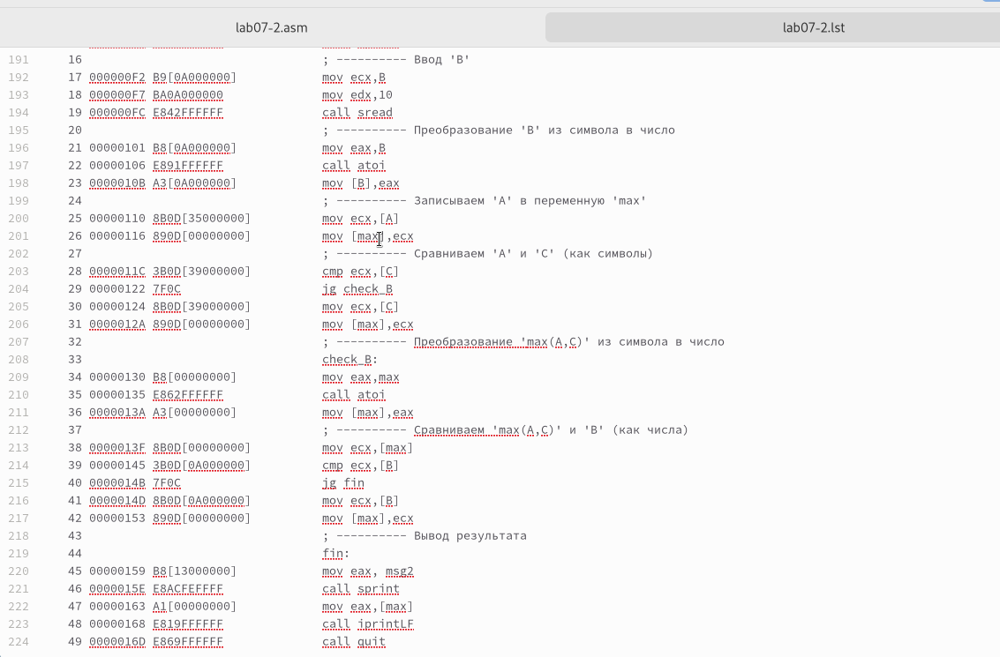 lab07-2.asm lab07-2.lst
191 16 ; ---------- Ввод 'B'
192 17 000000F2 B9[0A000000] mov ecx,B
193 18 000000F7 BA0A000000 mov edx,10
194 19 000000FC E842FFFFFF call sread
195 20 ; ---------- Преобразование 'B' из символа в число
196 21 00000101 B8[0A000000] mov eax,B
197 22 00000106 E891FFFFFF call atoi
198 23 0000010B A3[0A000000] mov [B],eax
199 24 ; ---------- Записываем 'A' в переменную 'max'
200 25 00000110 8B0D[35000000] mov ecx,[A]
201 26 00000116 890D[00000000] mov [max],ecx
202 27 ; ---------- Сравниваем 'A' и 'C' (как символы)
203 28 0000011C 3B0D[39000000] cmp ecx,[C]
204 29 00000122 7F0C jg check_B
205 30 00000124 8B0D[39000000] mov ecx,[C]
206 31 0000012A 890D[00000000] mov [max],ecx
207 32 ; ---------- Преобразование 'max(A,C)' из символа в число
208 33 check_B:
209 34 00000130 B8[00000000] mov eax,max
210 35 00000135 E862FFFFFF call atoi
211 36 0000013A A3[00000000] mov [max],eax
212 37 ; ---------- Сравниваем 'max(A,C)' и 'B' (как числа)
213 38 0000013F 8B0D[00000000] mov ecx,[max]
214 39 00000145 3B0D[0A000000] cmp ecx,[B]
215 40 0000014B 7F0C jg fin
216 41 0000014D 8B0D[0A000000] mov ecx,[B]
217 42 00000153 890D[00000000] mov [max],ecx
218 43 ; ---------- Вывод результата
219 44 fin:
220 45 00000159 B8[13000000] mov eax, msg2
221 46 0000015E E8ACFEFFFF call sprint
222 47 00000163 A1[00000000] mov eax,[max]
223 48 00000168 E819FFFFFF call iprintLF
224 49 0000016D E869FFFFFF call quit